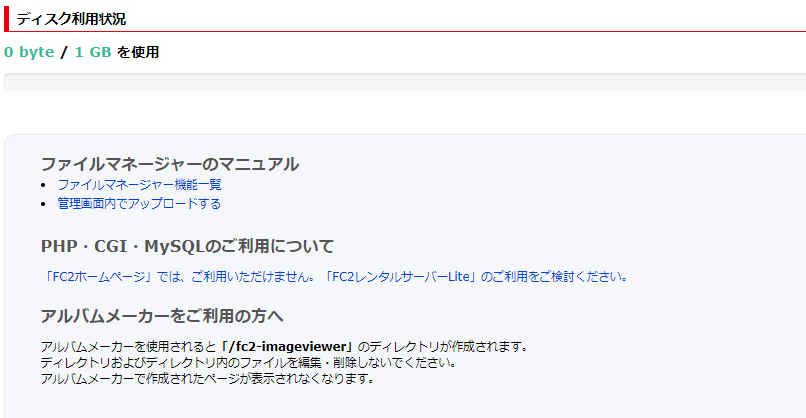 ディスク利用状況
0 byte / 1 GB を使用
ファイルマネージャーのマニュアル
ファイルマネージャー機能一覧
管理画面内でアップロードする
PHP・CGI・MySQLのご利用について
「FC2ホームページ」では、ご利用いただけません。「FC2レンタルサーバーLite」のご利用をご検討ください。
アルバムメーカーをご利用の方へ
アルバムメーカーを使用されると「/fc2-imageviewer」のディレクトリが作成されます。
ディレクトリおよびディレクトリ内のファイルを編集・削除しないでください。
アルバムメーカーで作成されたページが表示されなくなります。